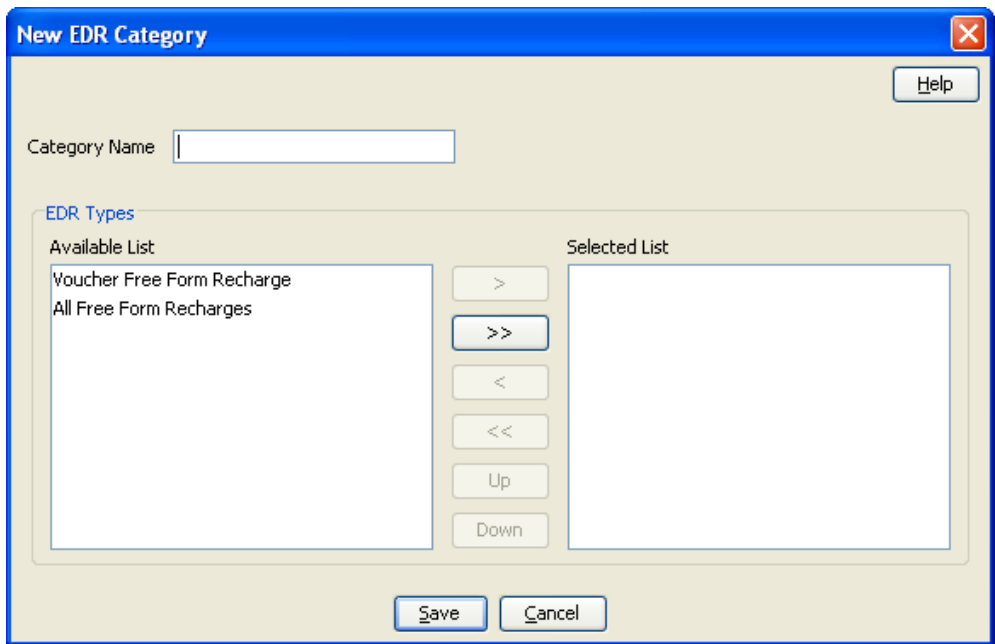 New EDR Category
Help
Category Name
EDR Types
Available List
Selected List
Voucher Free Form Recharge
All Free Form Recharges
>
>>
<
<<
Up
Down
Save
Cancel